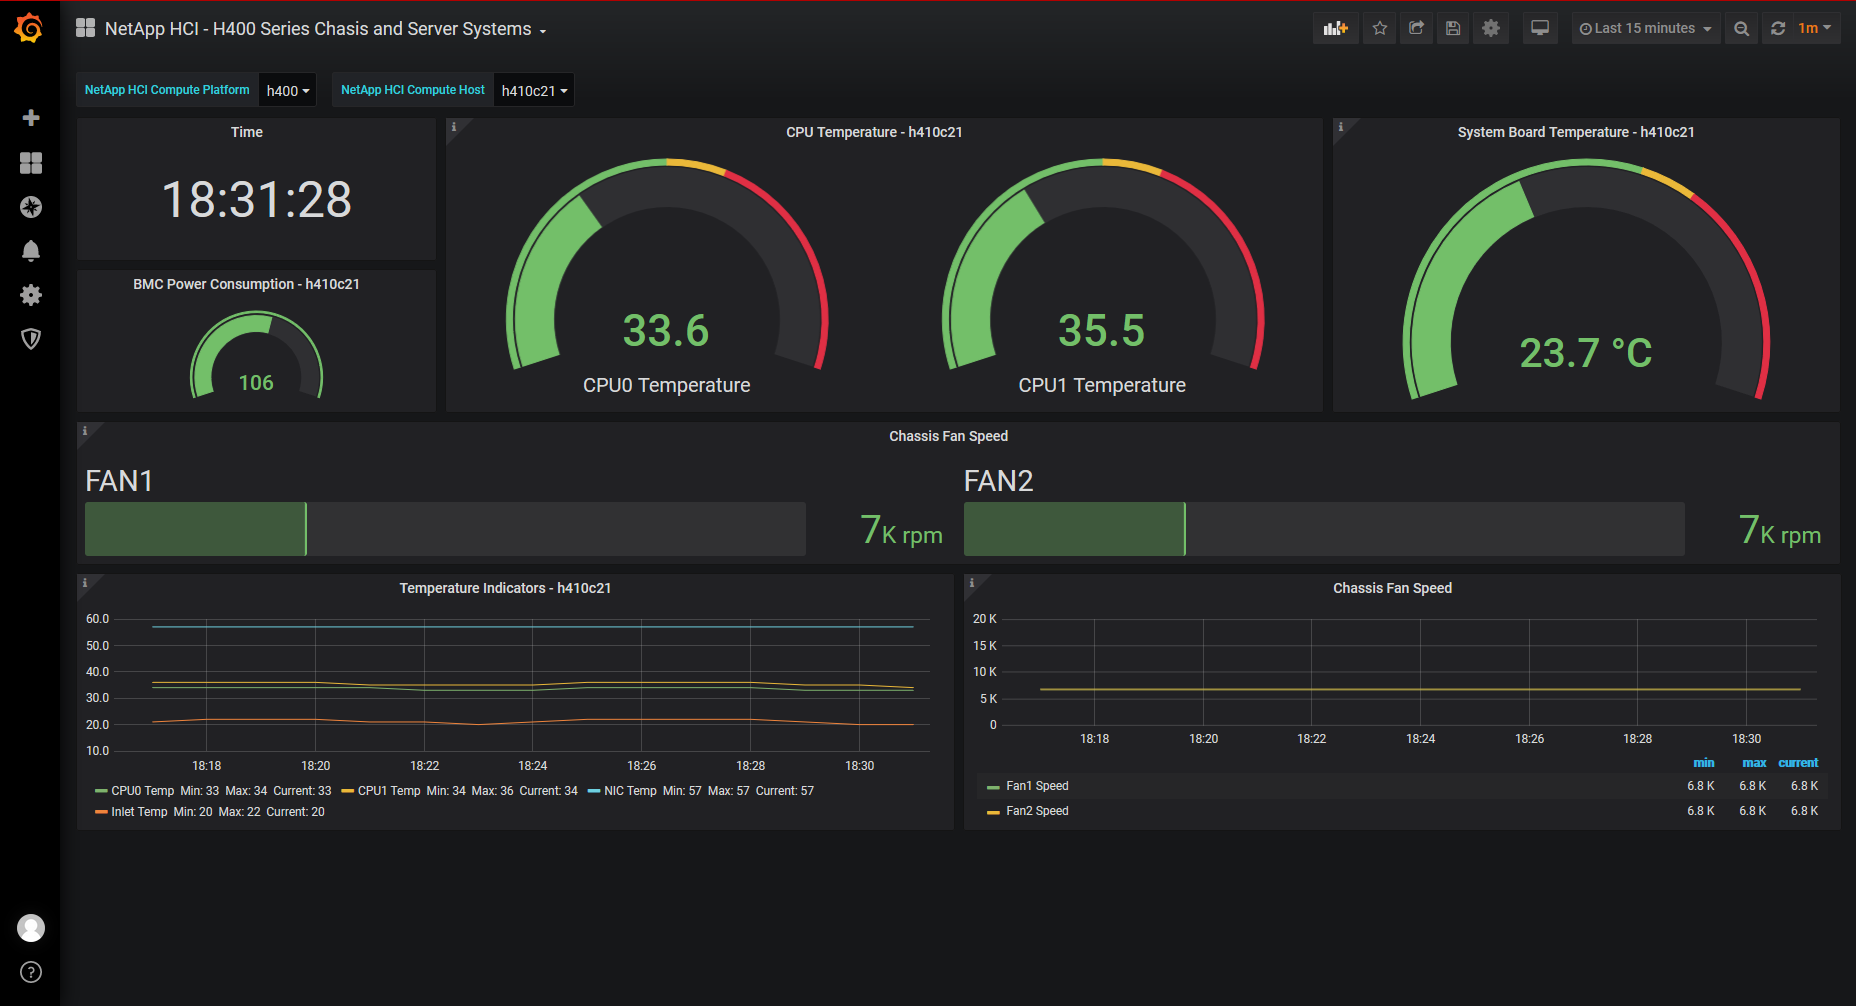 NetApp HCI - H400 Series Chasis and Server Systems
Last 15 minutes
1m
NetApp HCI Compute Platform h400
NetApp HCI Compute Host h410c21
Time
18:31:28
BMC Power Consumption - h410c21
106
CPU Temperature - h410c21
33.6
CPU0 Temperature
35.5
CPU1 Temperature
System Board Temperature - h410c21
23.7 °C
Chassis Fan Speed
FAN1
7K rpm
FAN2
7K rpm
Temperature Indicators - h410c21
60.0
50.0
40.0
30.0
20.0
10.0
18:18 18:20 18:22 18:24 18:26 18:28 18:30
CPU0 Temp Min: 33 Max: 34 Current: 33 CPU1 Temp Min: 34 Max: 36 Current: 34 NIC Temp Min: 57 Max: 57 Current: 57
Inlet Temp Min: 20 Max: 22 Current: 20
Chassis Fan Speed
20 K
15 K
10 K
5 K
0
18:18 18:20 18:22 18:24 18:26 18:28 18:30
min max current
Fan1 Speed 6.8 K 6.8 K 6.8 K
Fan2 Speed 6.8 K 6.8 K 6.8 K